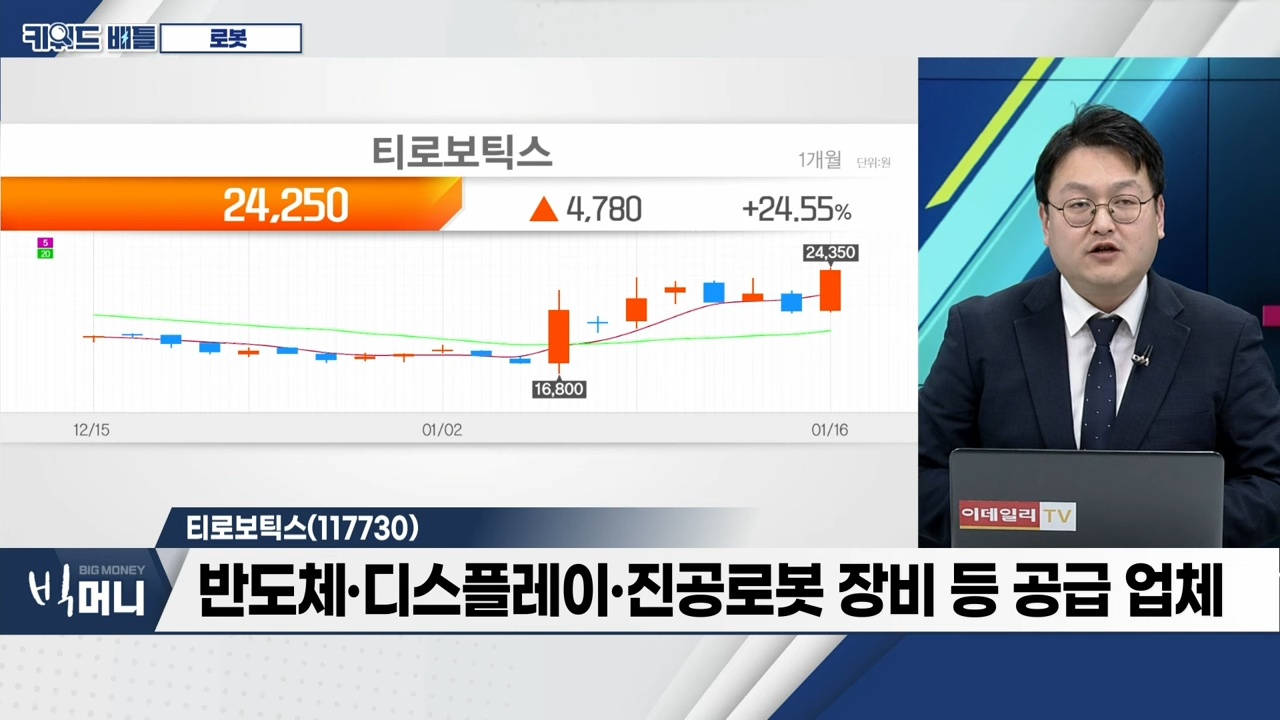 키워드 배틀
로봇
티로보틱스
1개월 단위:원
24,250 ▲ 4,780 +24.55%
5
20
24,350
16,800
12/15 01/02 01/16
이데일리 TV
티로보틱스(117730)
BIG MONEY
빅머니
반도체·디스플레이·진공로봇 장비 등 공급 업체